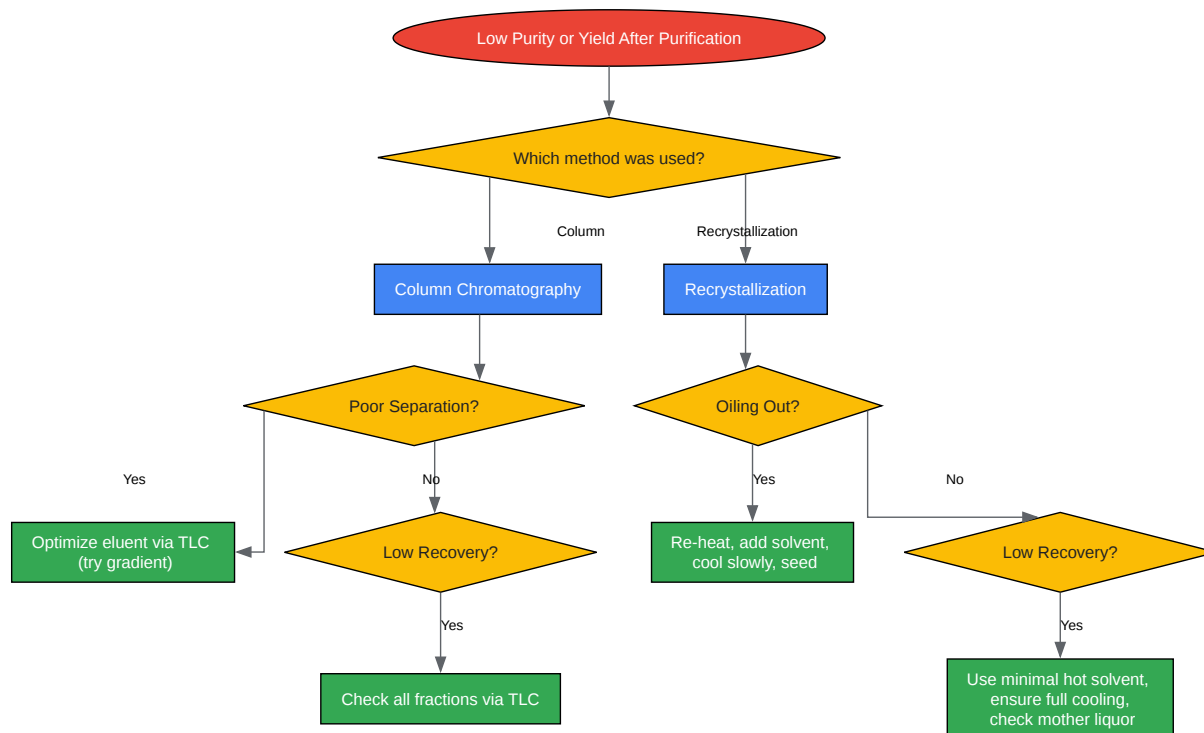 Low Purity or Yield After Purification
Which method was used?
Column
Recrystallization
Column Chromatography
Recrystallization
Poor Separation?
Oiling Out?
Yes
No
Yes
No
Optimize eluent via TLC
(try gradient)
Low Recovery?
Re-heat, add solvent,
cool slowly, seed
Low Recovery?
Yes
Yes
Check all fractions via TLC
Use minimal hot solvent,
ensure full cooling,
check mother liquor